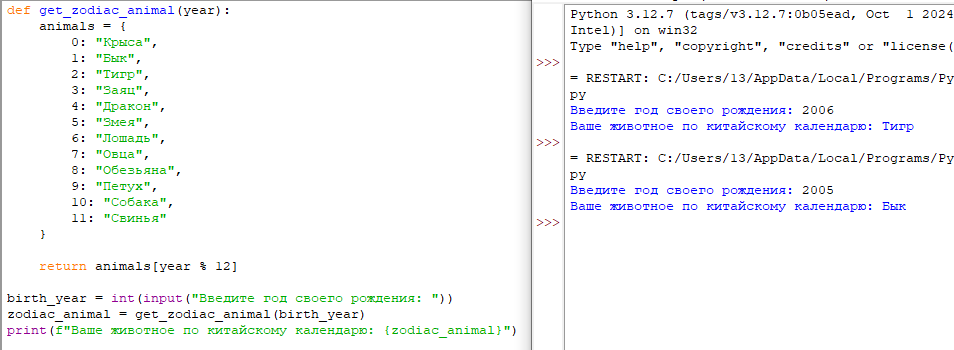 def get_zodiac_animal(year):
    animals = {
        0: "Крыса",
        1: "Бык",
        2: "Тигр",
        3: "Заяц",
        4: "Дракон",
        5: "Змея",
        6: "Лошадь",
        7: "Овца",
        8: "Обезьяна",
        9: "Петух",
        10: "Собака",
        11: "Свинья"
    }
    return animals[year % 12]
birth_year = int(input("Введите год своего рождения: "))
zodiac_animal = get_zodiac_animal(birth_year)
print(f"Ваше животное по китайскому календарю: {zodiac_animal}")
Python 3.12.7 (tags/v3.12.7:0b05ead, Oct  1 2024
Intel)] on win32
Type "help", "copyright", "credits" or "license(
>>>
= RESTART: C:/Users/13/AppData/Local/Programs/Py
py
Введите год своего рождения: 2006
Ваше животное по китайскому календарю: Тигр
>>>
= RESTART: C:/Users/13/AppData/Local/Programs/Py
py
Введите год своего рождения: 2005
Ваше животное по китайскому календарю: Бык
>>>